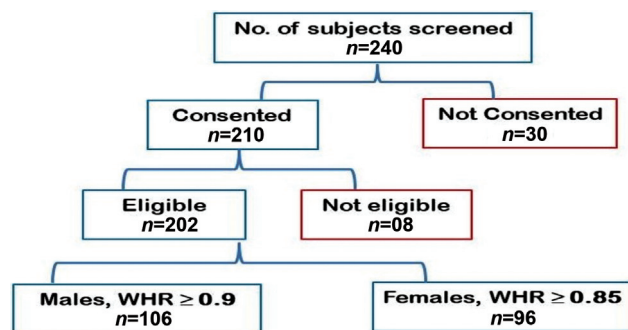 No. of subjects screened
n=240
Consented
n=210
Not Consented
n=30
Eligible
n=202
Not eligible
n=08
Males, WHR ≥ 0.9
n=106
Females, WHR ≥ 0.85
n=96